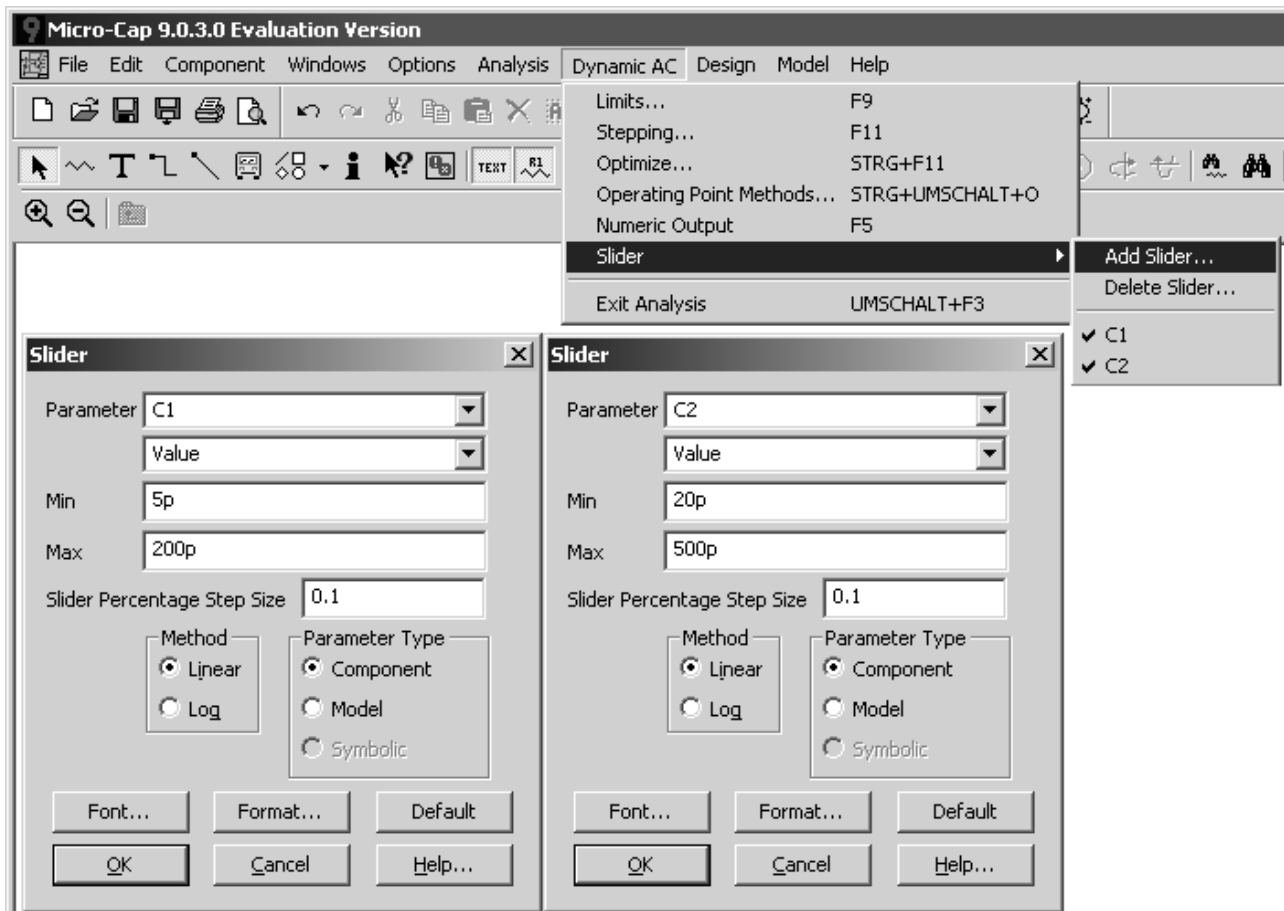 Micro-Cap 9.0.3.0 Evaluation Version
File Edit Component Windows Options Analysis Dynamic AC Design Model Help
Limits... F9
Stepping... F11
Optimize... STRG+F11
Operating Point Methods... STRG+UMSCHALT+O
Numeric Output F5
Slider
Exit Analysis UMSCHALT+F3
Add Slider...
Delete Slider...
C1
C2
T TEXT R1
Slider
Parameter C1
Value
Min 5p
Max 200p
Slider Percentage Step Size 0.1
Method
Linear
Log
Parameter Type
Component
Model
Symbolic
Font... Format... Default
OK Cancel Help...
Slider
Parameter C2
Value
Min 20p
Max 500p
Slider Percentage Step Size 0.1
Method
Linear
Log
Parameter Type
Component
Model
Symbolic
Font... Format... Default
OK Cancel Help...